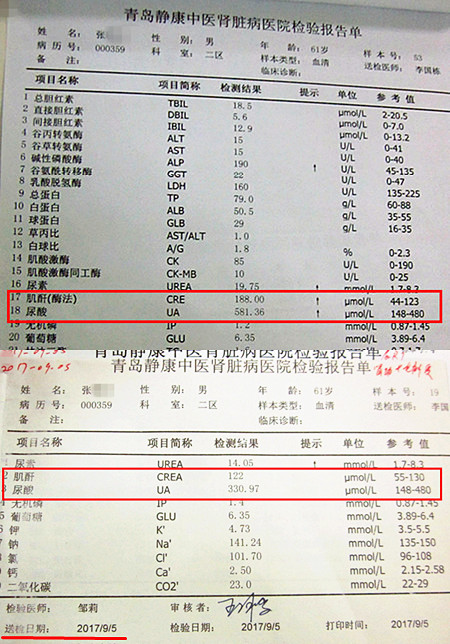 青岛静康中医肾脏病医院检验报告单
姓 名： 张 性 别： 男 年 龄： 61岁 样 本 号： 53
病 历 号： 000359 科 室： 二区 样本类型： 血清 送检医师： 李国栋
备 注： 临床诊断：
项目名称 项目简称 检测结果 提示 单位 参 考 值
1 总胆红素 TBIL 18.5 μmol/L 2-20.5
2 直接胆红素 DBIL 5.6 μmol/L 0-7.0
3 间接胆红素 IBIL 12.9 μmol/L 0-13.2
4 谷丙转氨酶 ALT 15 U/L 0-41
5 谷草转氨酶 AST 15 U/L 0-40
6 碱性磷酸酶 ALP 190 ↑ U/L 45-135
7 谷氨酰转移酶 GGT 22 U/L 0-47
8 乳酸脱氢酶 LDH 160 U/L 135-225
9 总蛋白 TP 79.0 g/L 60-88
10 白蛋白 ALB 50.5 g/L 35-55
11 球蛋白 GLB 29 g/L 16-35
12 草丙比 AST/ALT 1.0
13 白球比 A/G 1.8 % 0-2.3
14 肌酸激酶 CK 85 U/L 0-190
15 肌酸激酶同工酶 CK-MB 10 U/L 0-25
16 尿素 UREA 19.75 ↑ mmol/L 1.7-8.3
17 肌酐(酶法) CRE 188.00 ↑ μmol/L 44-123
18 尿酸 UA 581.36 ↑ μmol/L 148-480
19 无机磷 IP 1.2 mmol/L 0.87-1.45
20 葡萄糖 GLU 6.35 mmol/L 3.89-6.4
青岛静康中医肾脏病医院检验报告单
2017-09-05
青岛静康中医肾脏病医院检验报告单
姓 名： 张 性 别： 男 年 龄： 61岁 样 本 号： 19
病 历 号： 000359 科 室： 二区 样本类型： 血清 送检医师： 李国
备 注： 临床诊断：
项目名称 项目简称 检测结果 提示 单位 参 考 值
1 尿素 UREA 14.05 ↑ mmol/L 1.7-8.3
2 肌酐 CREA 122 μmol/L 55-130
3 尿酸 UA 330.97 μmol/L 148-480
无机磷 IP 1.4 mmol/L 0.87-1.45
5 葡萄糖 GLU 6.35 mmol/L 3.89-6.4
6 钾 K' 4.73 mmol/L 3.5-5.5
7 钠 Na' 141.24 mmol/L 135-150
氯 Cl' 101.70 mmol/L 96-108
9 钙 Ca' 2.50 mmol/L 2.15-2.58
二氧化碳 CO2' 23.0 mmol/L 22-29
检验医师： 邹莉 审 核 者：
送检日期： 2017/9/5 检验日期： 2017/9/5 打印时间： 2017/9/5